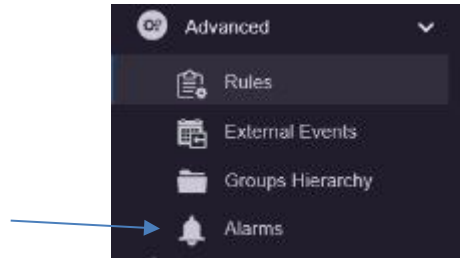 Advanced
Rules
External Events
Groups Hierarchy
Alarms